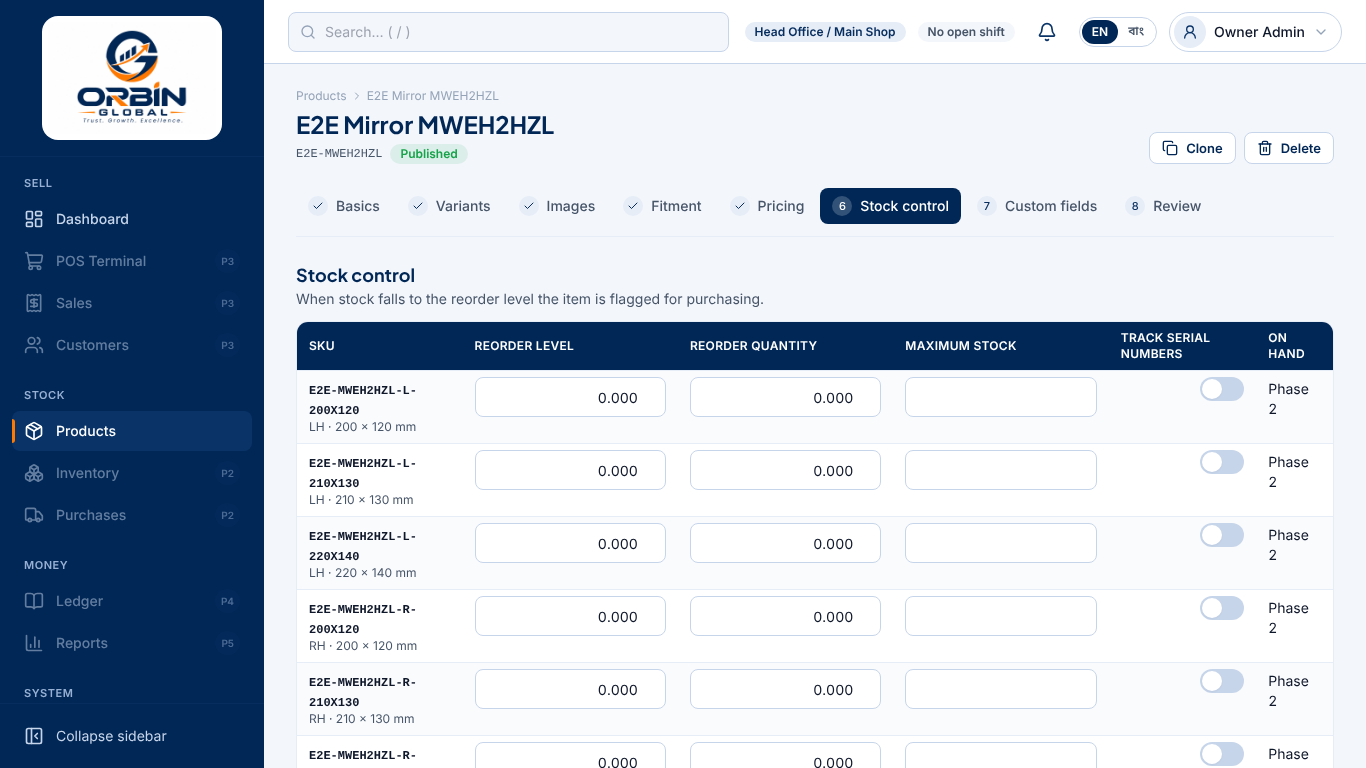 ORBIN
GLOBAL
Trust. Growth. Excellence.
Search... ( / )
Head Office / Main Shop
No open shift
EN
বাং
Owner Admin
SELL
Dashboard
POS Terminal P3
Sales P3
Customers P3
STOCK
Products
Inventory P2
Purchases P2
MONEY
Ledger P4
Reports P5
SYSTEM
Collapse sidebar
Products > E2E Mirror MWEH2HZL
E2E Mirror MWEH2HZL
E2E-MWEH2HZL Published
Clone
Delete
Basics
Variants
Images
Fitment
Pricing
6 Stock control
7 Custom fields
8 Review
Stock control
When stock falls to the reorder level the item is flagged for purchasing.
SKU REORDER LEVEL REORDER QUANTITY MAXIMUM STOCK TRACK SERIAL NUMBERS ON HAND
E2E-MWEH2HZL-L-
200X120
LH · 200 × 120 mm
0.000 0.000 Phase 2
E2E-MWEH2HZL-L-
210X130
LH · 210 × 130 mm
0.000 0.000 Phase 2
E2E-MWEH2HZL-L-
220X140
LH · 220 × 140 mm
0.000 0.000 Phase 2
E2E-MWEH2HZL-R-
200X120
RH · 200 × 120 mm
0.000 0.000 Phase 2
E2E-MWEH2HZL-R-
210X130
RH · 210 × 130 mm
0.000 0.000 Phase 2
E2E-MWEH2HZL-R-
0.000 0.000 Phase